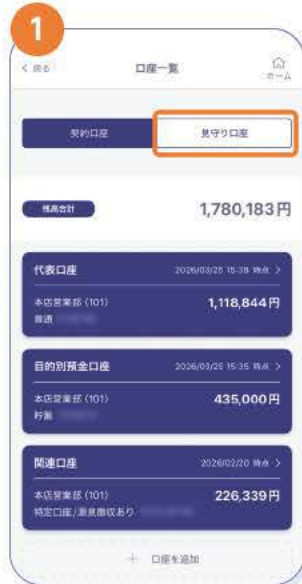 1
< 戻る
口座一覧
ホーム
契約口座
見守り口座
残高合計
1,780,183円
代表口座
2026/03/25 15:38 時点 >
本店営業部 (101)
1,118,844円
普通
目的別預金口座
2026/03/25 15:35 時点 >
本店営業部 (101)
435,000円
貯蓄
関連口座
2026/02/20 時点 >
本店営業部 (101)
226,339円
特定口座/源泉徴収あり
+ 口座を追加